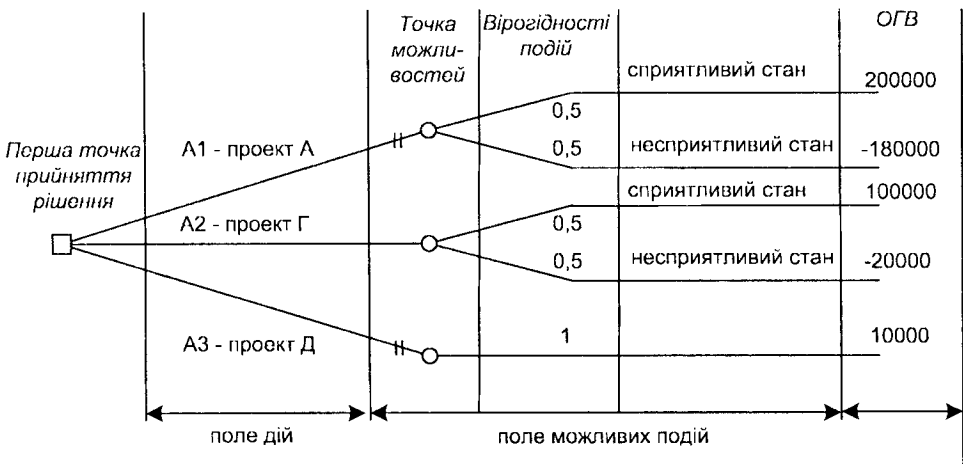 Точка можли-востей
Вірогідності подій
ОГВ
сприятливий стан
200000
0,5
Перша точка прийняття рішення
А1 - проект А
0,5
несприятливий стан
-180000
сприятливий стан
100000
А2 - проект Г
0,5
0,5
несприятливий стан
-20000
А3 - проект Д
1
10000
поле дій
поле можливих подій